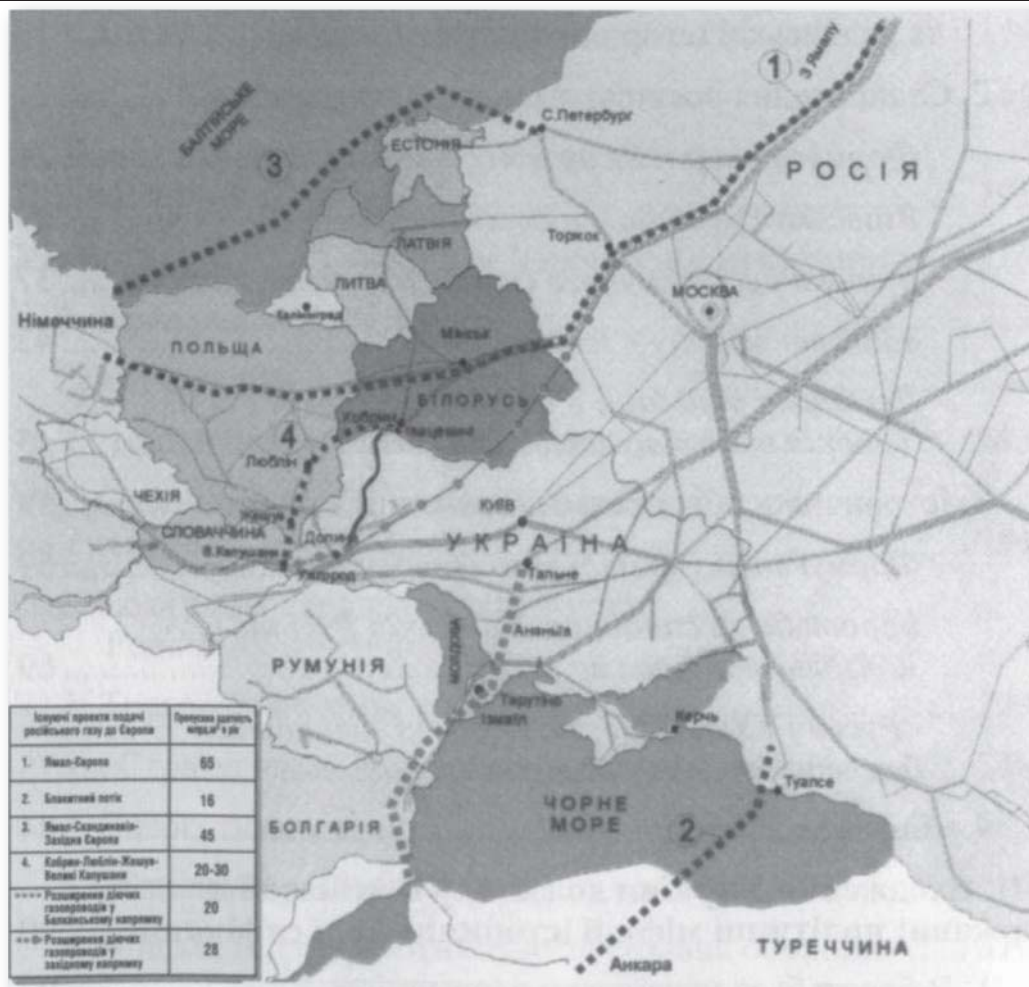 1
З Ямалу
БАЛТІЙСЬКЕ
МОРЕ
С.Петербург
ЕСТОНІЯ
3
РОСІЯ
ЛАТВІЯ
Торжок
ЛИТВА
МОСКВА
Калінінград
Німеччина
Мінськ
ПОЛЬЩА
БІЛОРУСЬ
Кобрин
4
Люблін
ЧЕХІЯ
Жешув
КИЇВ
СЛОВАЧЧИНА
Долина
УКРАЇНА
В.Капушани
Ужгород
Тальне
Ананьїв
МОЛДОВА
РУМУНІЯ
Тарутіно
Ізмаїл
Керчь
Туапсе
ЧОРНЕ
МОРЕ
БОЛГАРІЯ
2
ТУРЕЧЧИНА
Анкара
Існуючі проекти подачі
російського газу до Європи
Пропускна здатність
млрд.м³ в рік
1. Ямал-Європа 65
2. Блакитний потік 16
3. Ямал-Скандинавія-
Західна Європа 45
4. Кобрин-Люблін-Жешув-
Великі Капушани 20-30
Розширення діючих
газопроводів у
Балканському напрямку 20
Розширення діючих
газопроводів у
західному напрямку 28